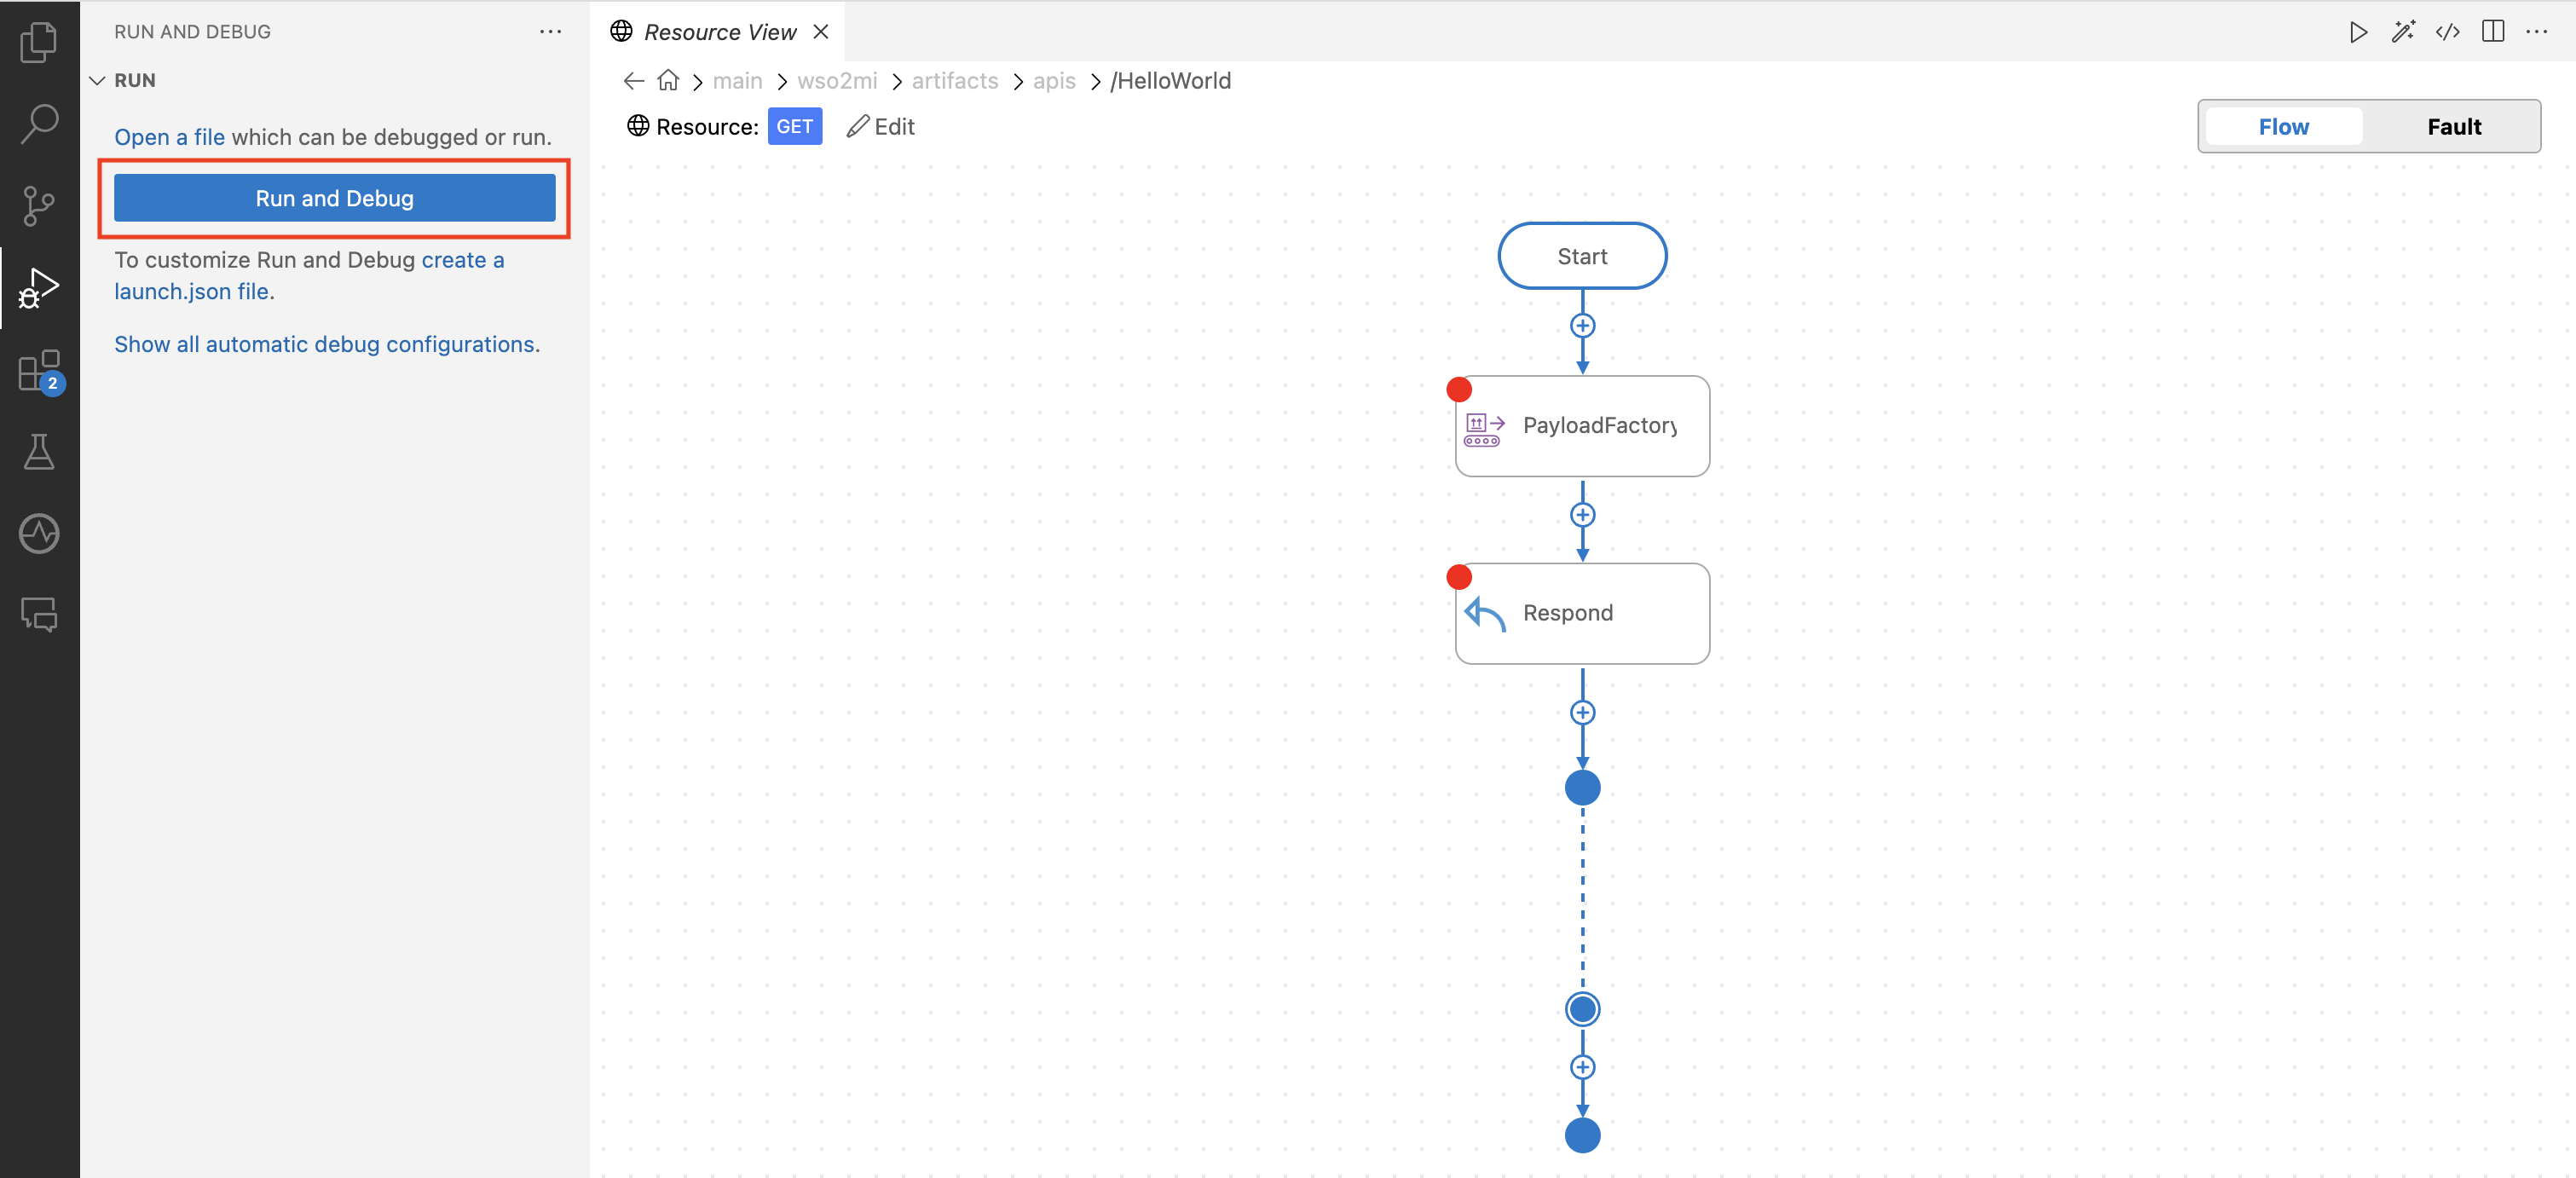 RUN AND DEBUG
RUN
Open a file which can be debugged or run.
Run and Debug
To customize Run and Debug create a
launch.json file.
Show all automatic debug configurations.
2
Resource View
main > wso2mi > artifacts > apis > /HelloWorld
Resource: GET Edit
Flow Fault
Start
PayloadFactory
Respond